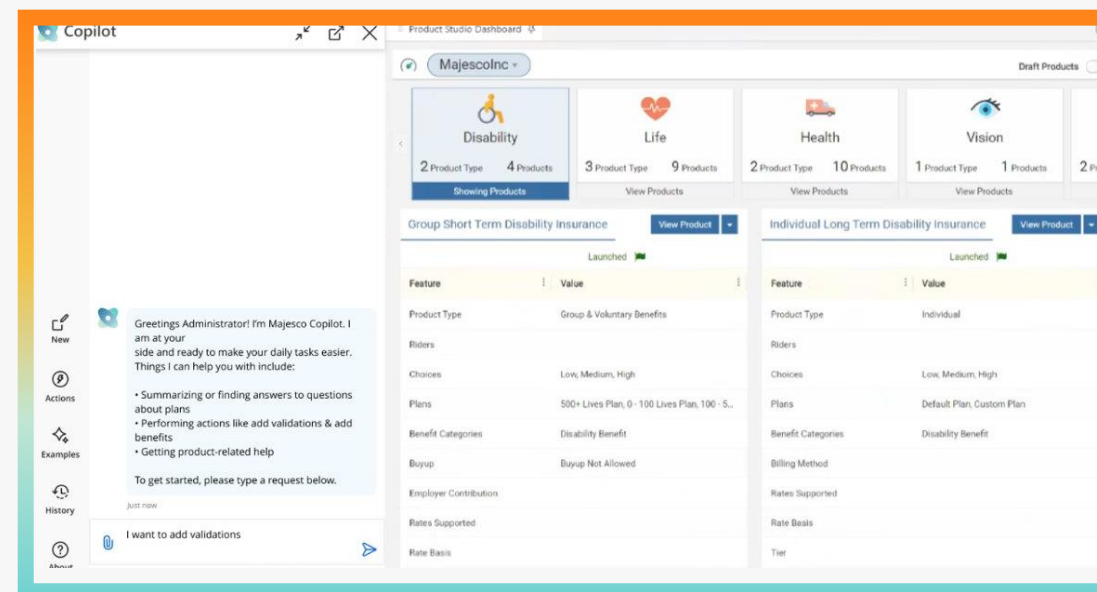 Copilot
New
Actions
Examples
History
About
Greetings Administrator! I'm Majesco Copilot. I
am at your
side and ready to make your daily tasks easier.
Things I can help you with include:
• Summarizing or finding answers to questions
about plans
• Performing actions like add validations & add
benefits
• Getting product-related help
To get started, please type a request below.
Just now
I want to add validations
Product Studio Dashboard
MajescoInc
Draft Products
Disability
2 Product Type 4 Products
Showing Products
Life
3 Product Type 9 Products
View Products
Health
2 Product Type 10 Products
View Products
Vision
1 Product Type 1 Products
View Products
2
Group Short Term Disability Insurance View Product
Launched
Feature Value
Product Type Group & Voluntary Benefits
Riders
Choices Low, Medium, High
Plans 500+ Lives Plan, 0 - 100 Lives Plan, 100 - 5...
Benefit Categories Disability Benefit
Buyup Buyup Not Allowed
Employer Contribution
Rates Supported
Rate Basis
Individual Long Term Disability Insurance View Product
Launched
Feature Value
Product Type Individual
Riders
Choices Low, Medium, High
Plans Default Plan, Custom Plan
Benefit Categories Disability Benefit
Billing Method
Rates Supported
Rate Basis
Tier